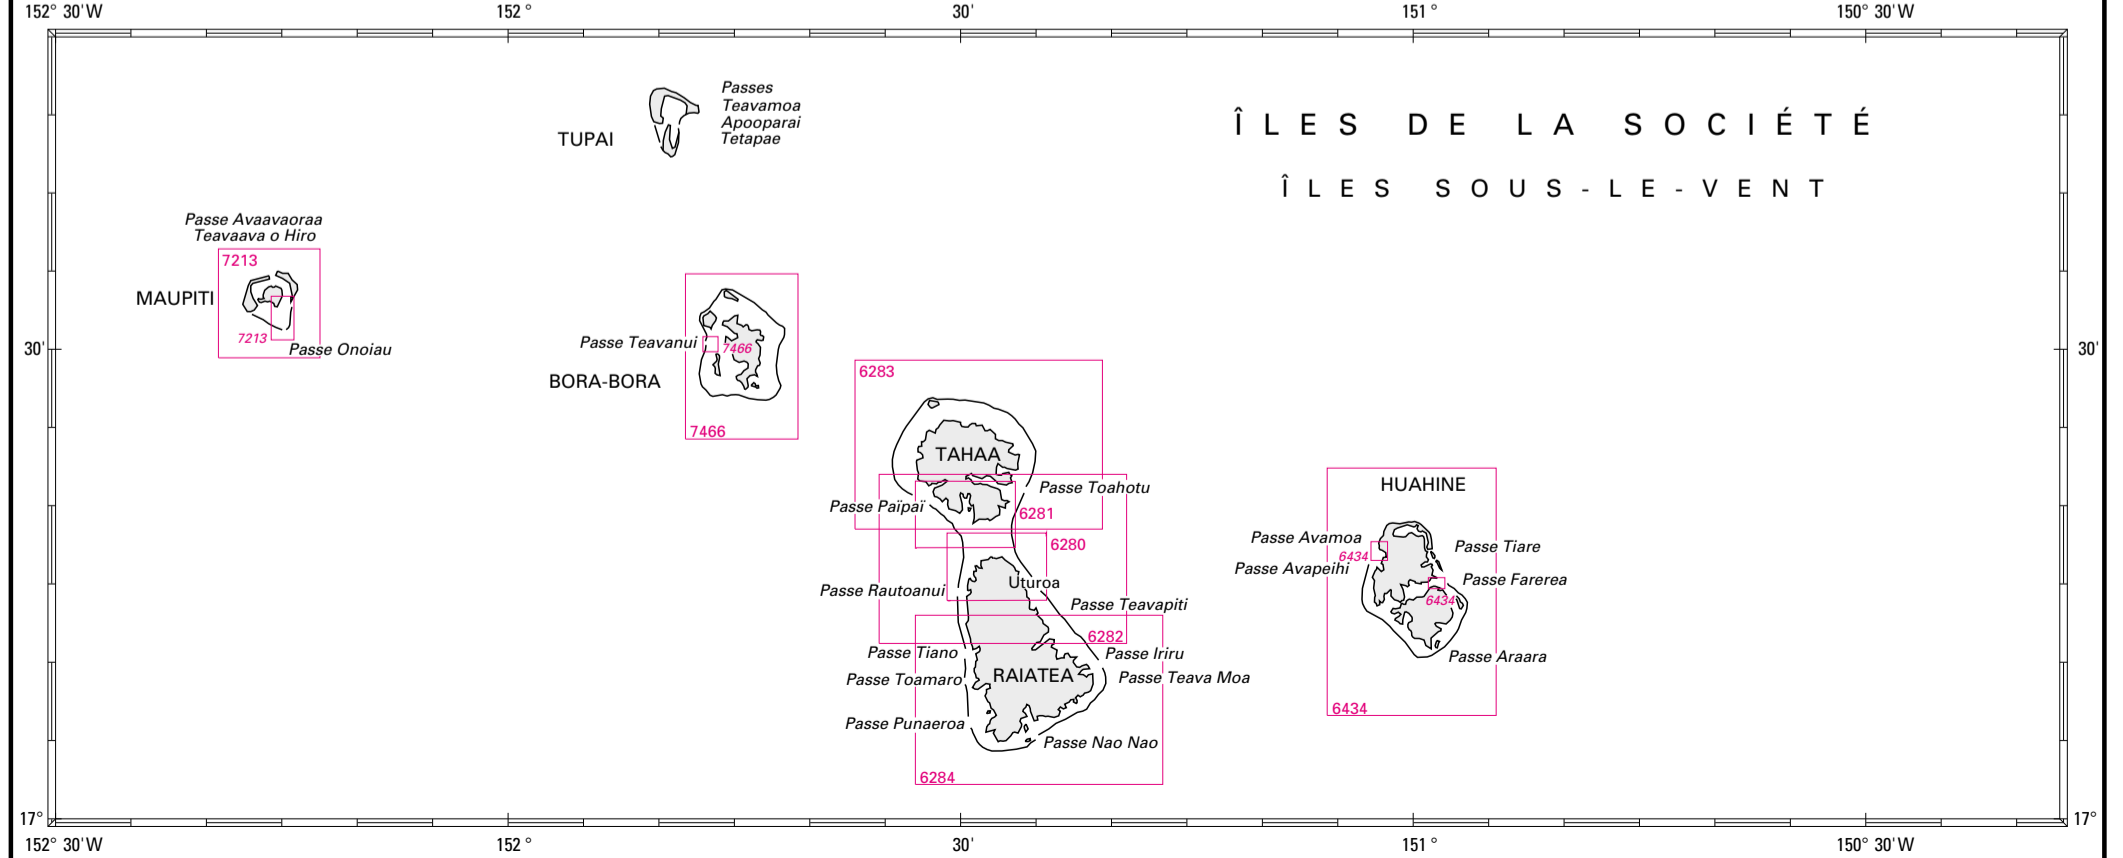 152° 30'W
152 °
30'
151 °
150° 30'W
Passes
Teavamoa
Apooparai
Tetapae
TUPAI
ÎLES DE LA SOCIÉTÉ
ÎLES SOUS-LE-VENT
Passe Avaavaoraa
Teavaava o Hiro
7213
MAUPITI
7213
Passe Onoiau
30'
30'
Passe Teavanui
7466
BORA-BORA
7466
6283
TAHAA
Passe Toahotu
Passe Païpaï
6281
6280
Uturoa
Passe Rautoanui
Passe Teavapiti
6282
Passe Tiano
Passe Iriru
RAIATEA
Passe Toamaro
Passe Teava Moa
Passe Punaeroa
Passe Nao Nao
6284
HUAHINE
Passe Avamoa
6434
Passe Tiare
Passe Avapeihi
Passe Farerea
6434
Passe Araara
6434
17°
17°
152° 30'W
152 °
30'
151 °
150° 30'W